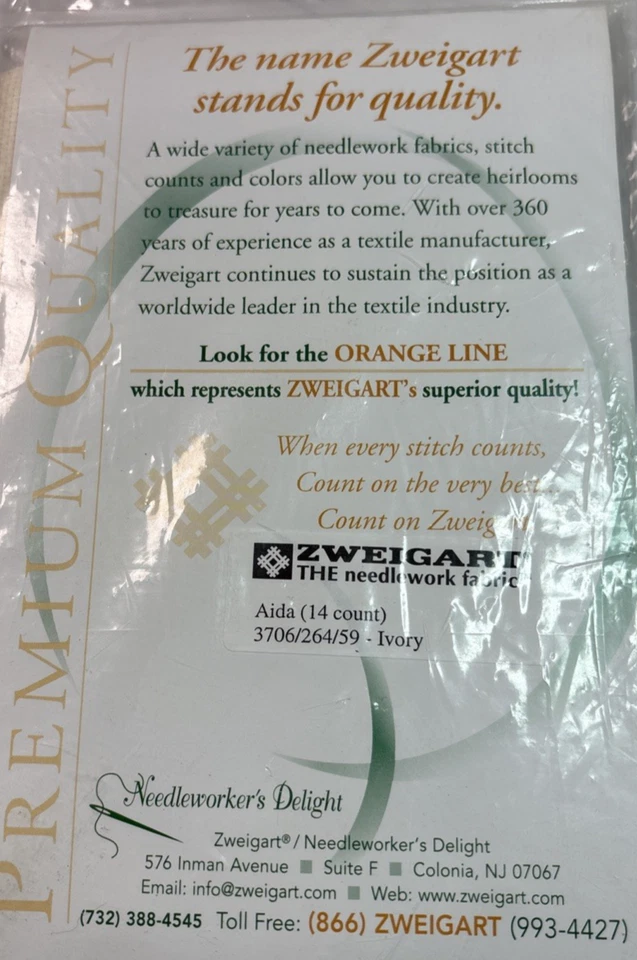 PREMIUM QUALITY
The name Zweigart
stands for quality.
A wide variety of needlework fabrics, stitch
counts and colors allow you to create heirlooms
to treasure for years to come. With over 360
years of experience as a textile manufacturer,
Zweigart continues to sustain the position as a
worldwide leader in the textile industry.
Look for the ORANGE LINE
which represents ZWEIGART's superior quality!
When every stitch counts,
Count on the very best...
Count on Zweigart
ZWEIGART
THE needlework fabric
Aida (14 count)
3706/264/59 - Ivory
Needleworker's Delight
Zweigart® / Needleworker's Delight
576 Inman Avenue ■ Suite F ■ Colonia, NJ 07067
Email: info@zweigart.com ■ Web: www.zweigart.com
(732) 388-4545 Toll Free: (866) ZWEIGART (993-4427)